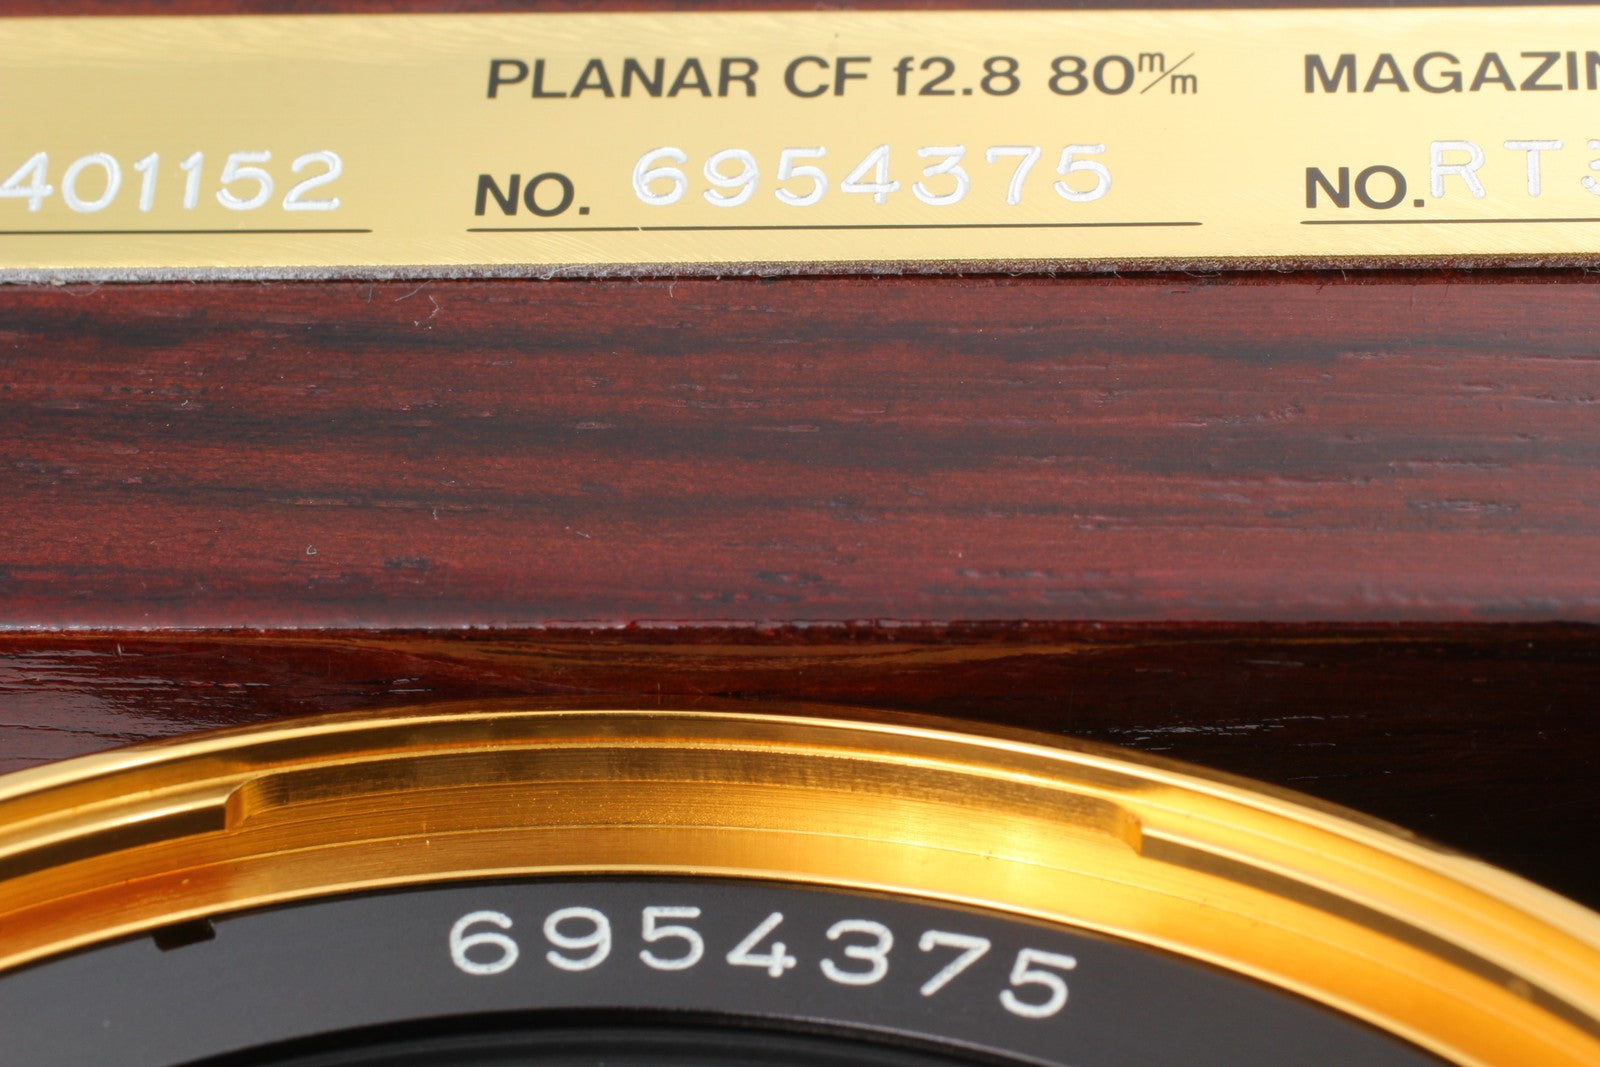 PLANAR CF f2.8 80m/m
401152 NO. 6954375 NO. RT
6954375